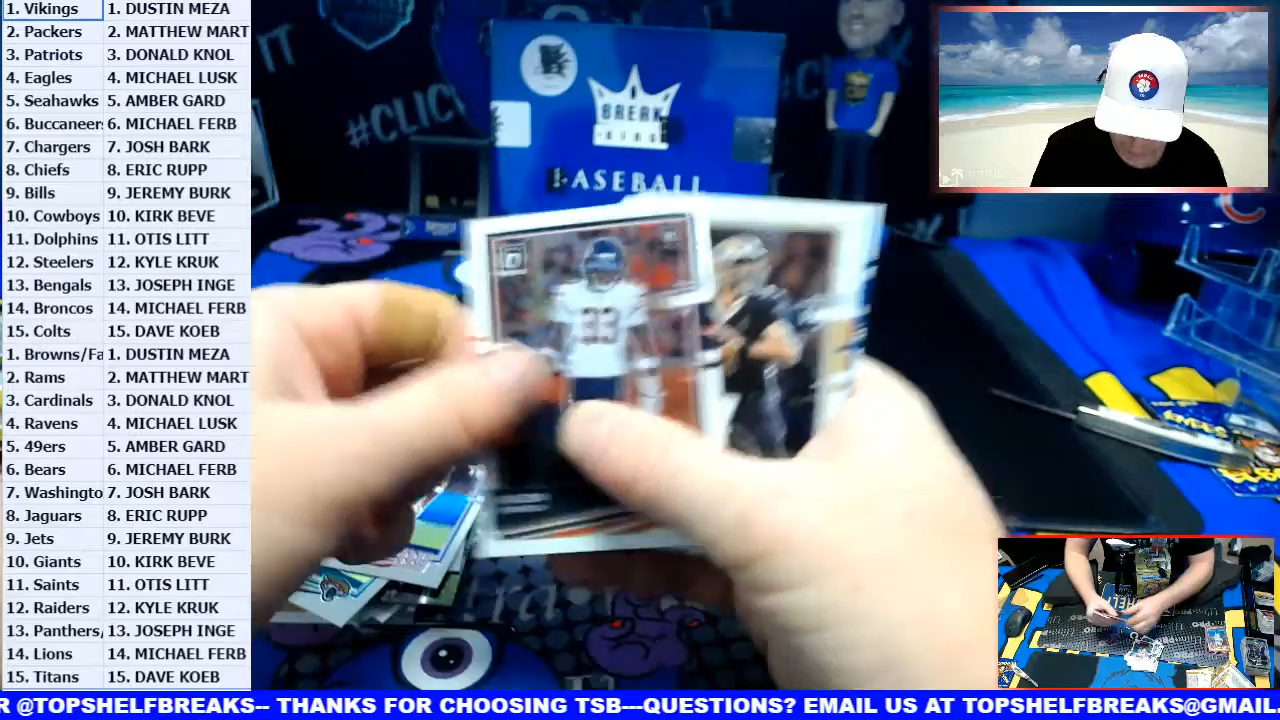 1. Vikings 1. DUSTIN MEZA
2. Packers 2. MATTHEW MART
3. Patriots 3. DONALD KNOL
4. Eagles 4. MICHAEL LUSK
5. Seahawks 5. AMBER GARD
6. Buccaneer 6. MICHAEL FERB
7. Chargers 7. JOSH BARK
8. Chiefs 8. ERIC RUPP
9. Bills 9. JEREMY BURK
10. Cowboys 10. KIRK BEVE
11. Dolphins 11. OTIS LITT
12. Steelers 12. KYLE KRUK
13. Bengals 13. JOSEPH INGE
14. Broncos 14. MICHAEL FERB
15. Colts 15. DAVE KOEB
1. Browns/Fa 1. DUSTIN MEZA
2. Rams 2. MATTHEW MART
3. Cardinals 3. DONALD KNOL
4. Ravens 4. MICHAEL LUSK
5. 49ers 5. AMBER GARD
6. Bears 6. MICHAEL FERB
7. Washingto 7. JOSH BARK
8. Jaguars 8. ERIC RUPP
9. Jets 9. JEREMY BURK
10. Giants 10. KIRK BEVE
11. Saints 11. OTIS LITT
12. Raiders 12. KYLE KRUK
13. Panthers/ 13. JOSEPH INGE
14. Lions 14. MICHAEL FERB
15. Titans 15. DAVE KOEB
#CLICK
BREAK
KING
BASEBALL
33
R @TOPSHELFBREAKS-- THANKS FOR CHOOSING TSB---QUESTIONS? EMAIL US AT TOPSHELFBREAKS@GMAIL.